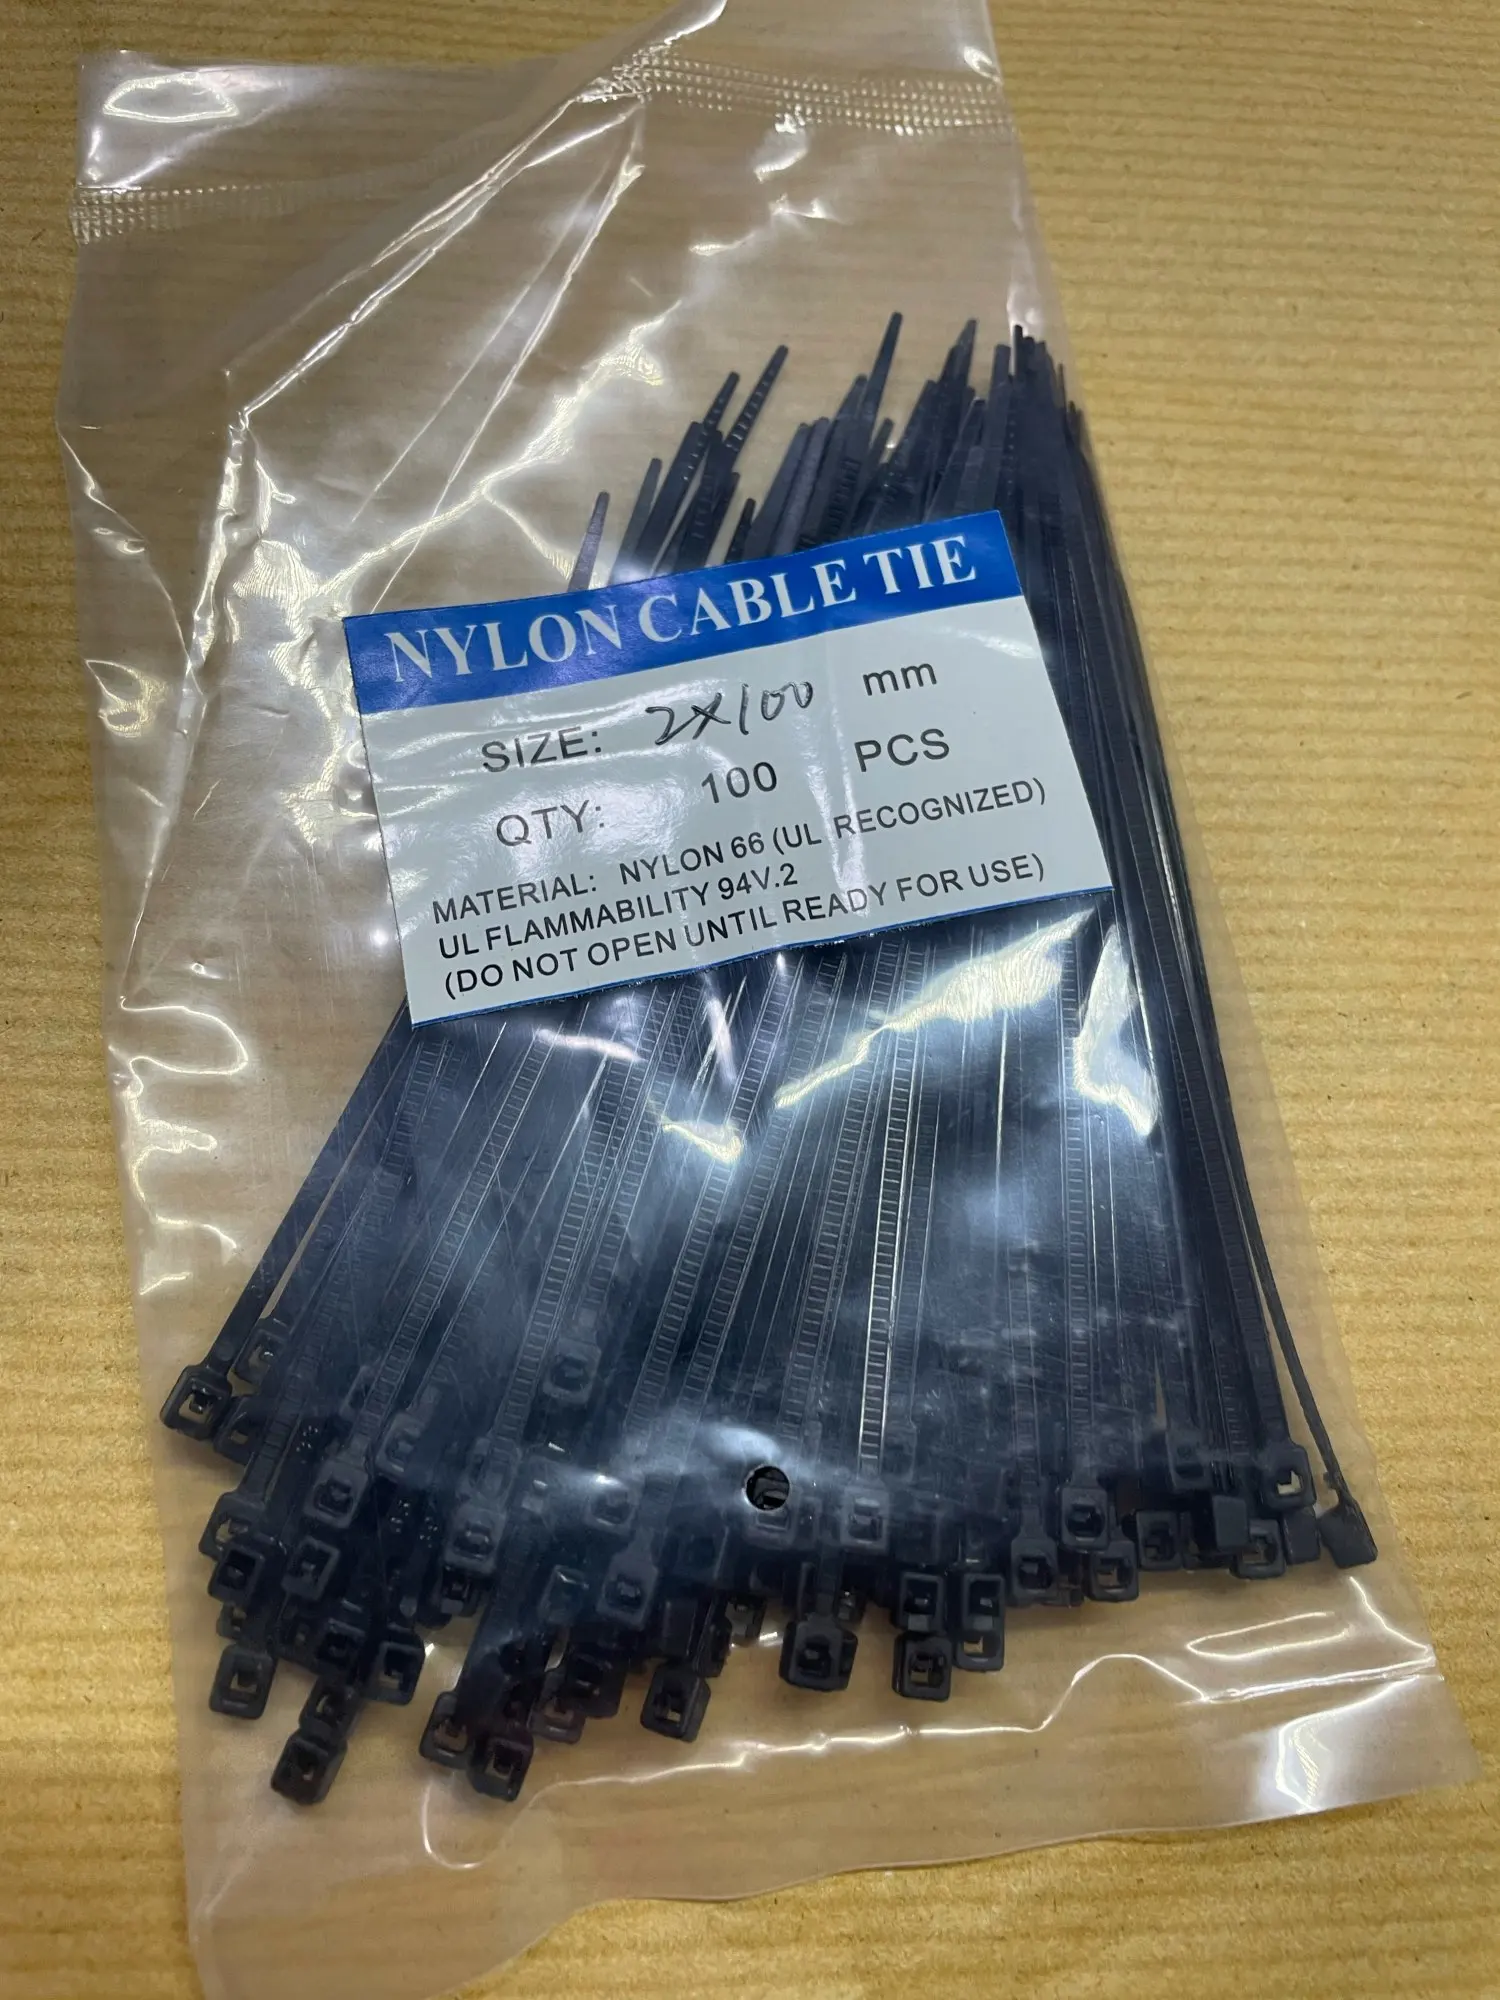 NYLON CABLE TIE
SIZE: 2X100 mm
QTY: 100 PCS
MATERIAL: NYLON 66 (UL RECOGNIZED)
UL FLAMMABILITY 94V.2
(DO NOT OPEN UNTIL READY FOR USE)